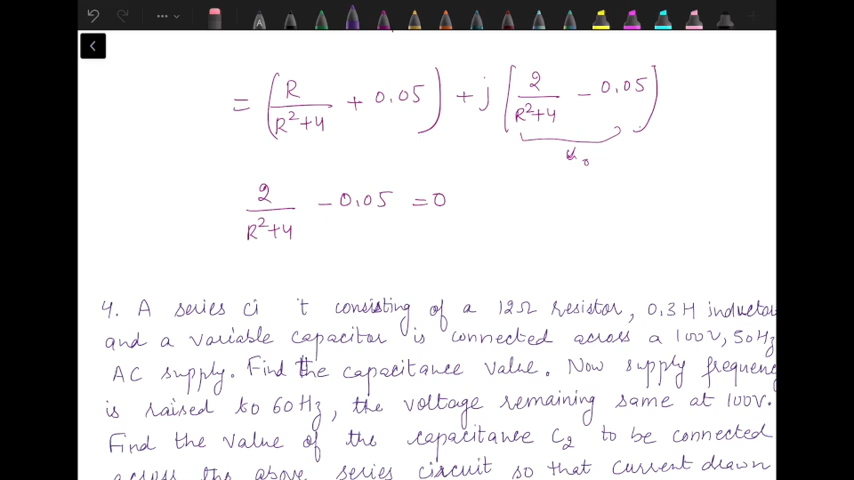 = (R/(R²+4) + 0.05) + j [2/(R²+4) - 0.05]
0
2/(R²+4) - 0.05 = 0
4. A series ci t consisting of a 12Ω resistor, 0.3H inductor
and a variable capacitor is connected across a 100V, 50Hz
AC supply. Find the capacitance value. Now supply frequenc
is raised to 60Hz, the voltage remaining same at 100V.
Find the value of the capacitance C₂ to be connected
across the above series circuit so that current drawn